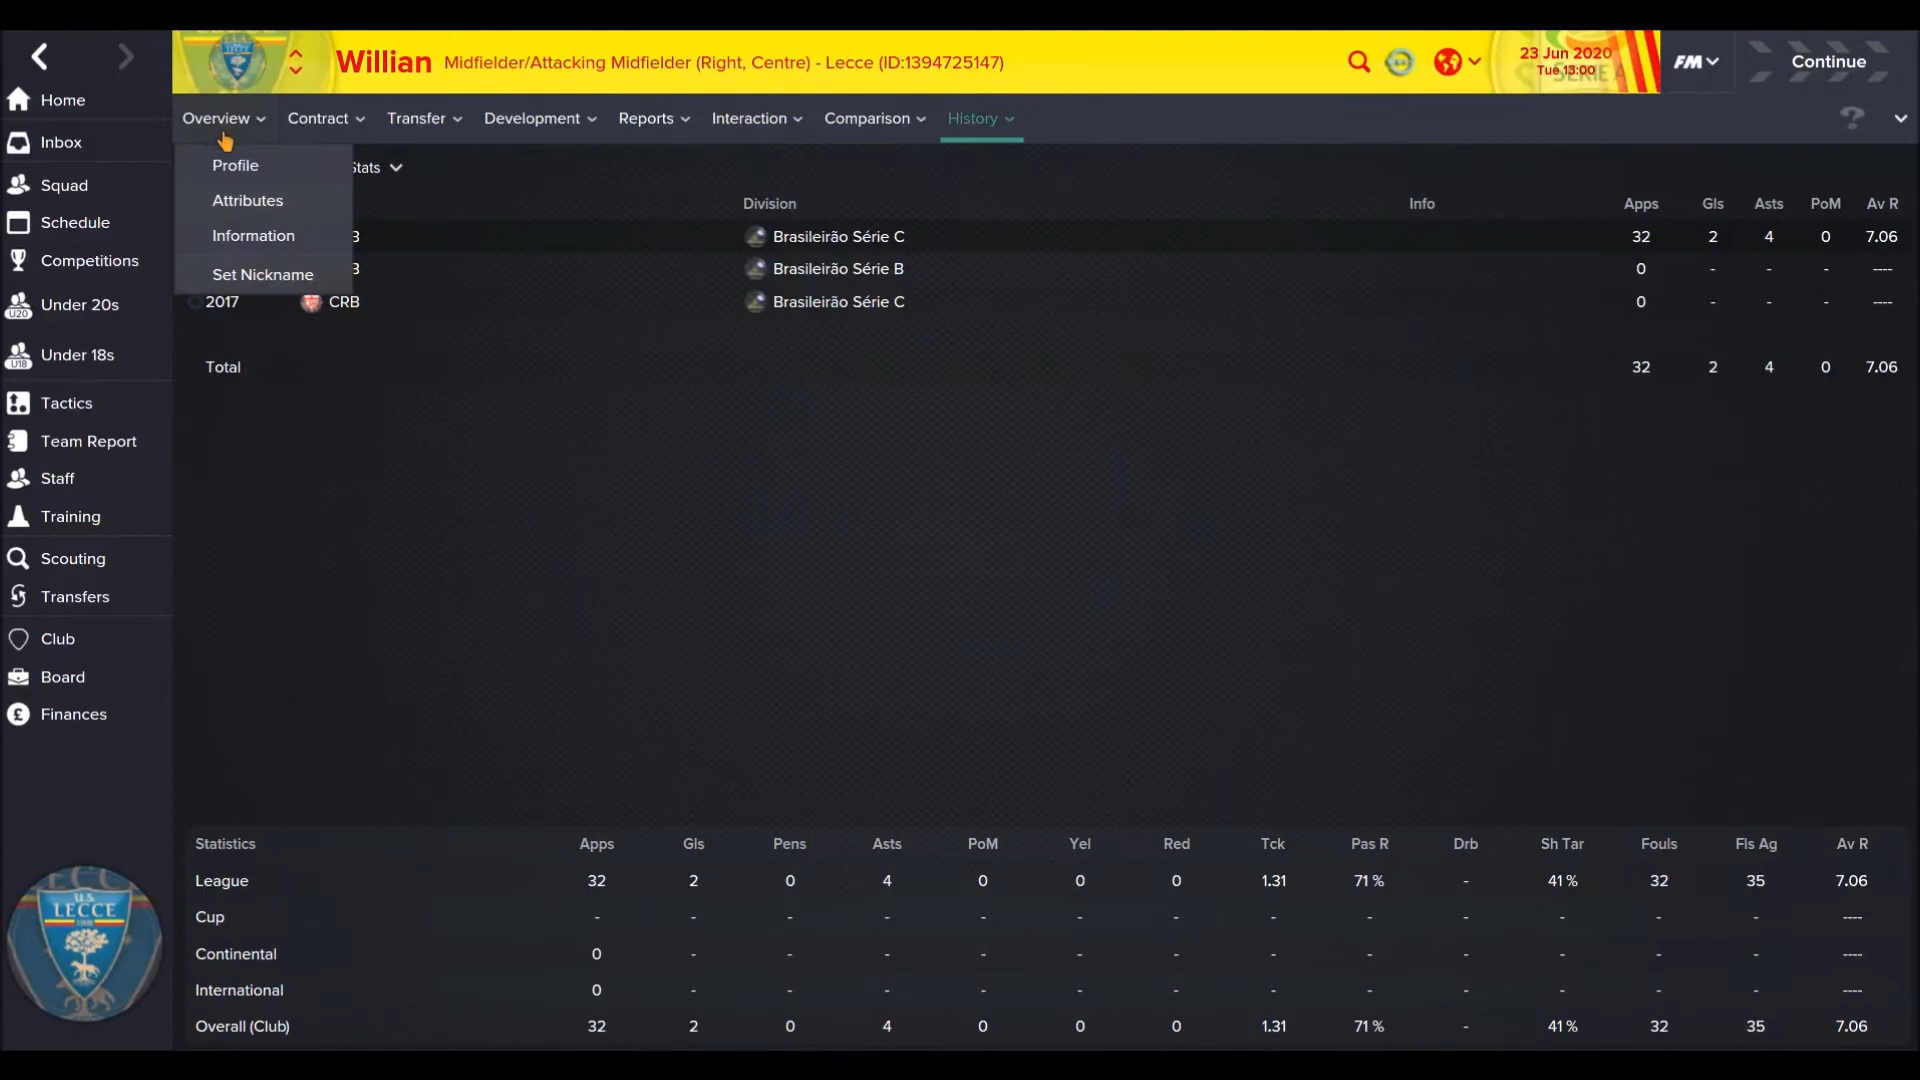 Willian Midfielder/Attacking Midfielder (Right, Centre) - Lecce (ID:1394725147)
23 Jun 2020
Tue 13:00
SERIE A
FM
Continue
Home
Inbox
Squad
Schedule
Competitions
U20 Under 20s
U18 Under 18s
Tactics
Team Report
Staff
Training
Scouting
Transfers
Club
Board
£ Finances
U.S.
LECCE
1908
Overview Contract Transfer Development Reports Interaction Comparison History ?
Profile
Attributes
Information
Set Nickname
Stats
Division Info Apps Gls Asts PoM Av R
Brasileirão Série C 32 2 4 0 7.06
Brasileirão Série B 0 - - - ----
2017 CRB Brasileirão Série C 0 - - - ----
Total 32 2 4 0 7.06
Statistics Apps Gls Pens Asts PoM Yel Red Tck Pas R Drb Sh Tar Fouls Fls Ag Av R
League 32 2 0 4 0 0 0 1.31 71% - 41% 32 35 7.06
Cup - - - - - - - - - - - - - ----
Continental 0 - - - - - - - - - - - - ----
International 0 - - - - - - - - - - - - ----
Overall (Club) 32 2 0 4 0 0 0 1.31 71% - 41% 32 35 7.06